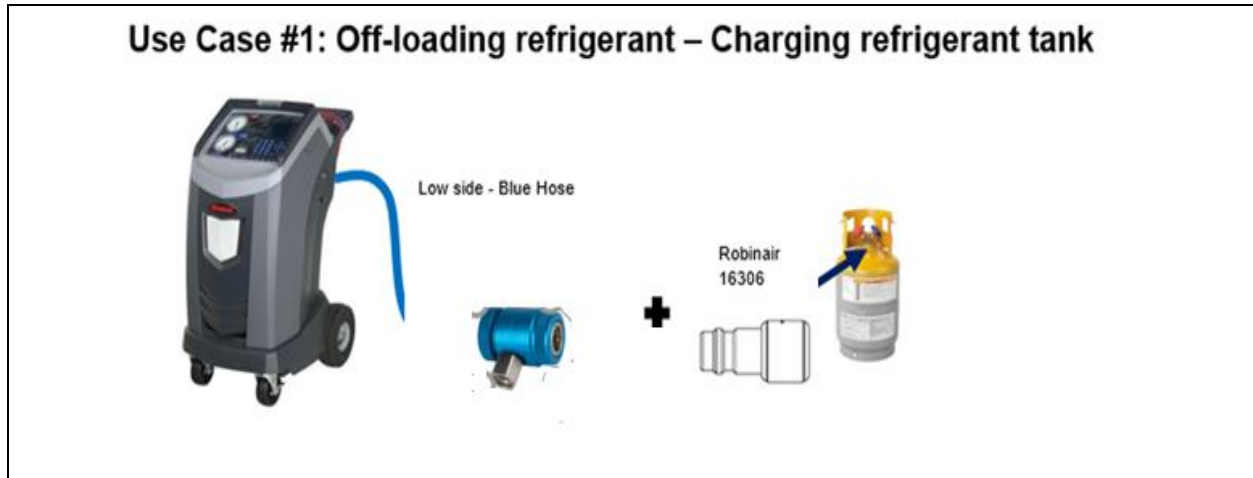 Use Case #1: Off-loading refrigerant – Charging refrigerant tank
Low side - Blue Hose
Robinair
16306